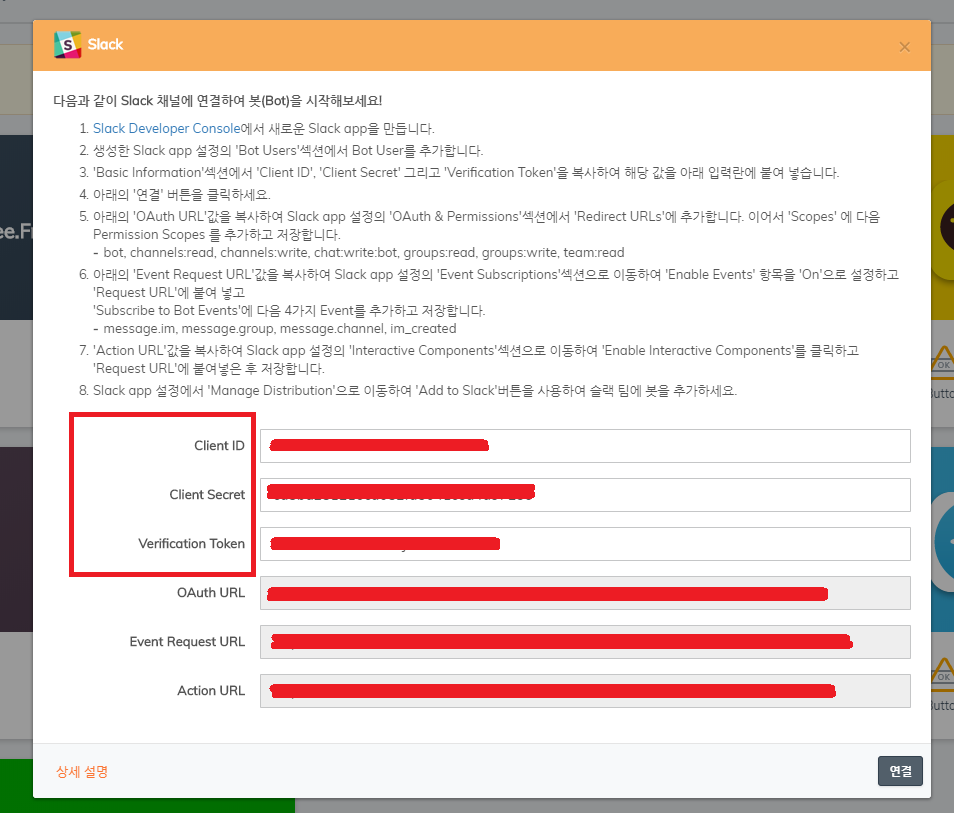 S Slack
×
다음과 같이 Slack 채널에 연결하여 봇(Bot)을 시작해보세요!
1. Slack Developer Console에서 새로운 Slack app을 만듭니다.
2. 생성한 Slack app 설정의 'Bot Users'섹션에서 Bot User를 추가합니다.
3. 'Basic Information'섹션에서 'Client ID', 'Client Secret' 그리고 'Verification Token'을 복사하여 해당 값을 아래 입력란에 붙여 넣습니다.
4. 아래의 '연결' 버튼을 클릭하세요.
5. 아래의 'OAuth URL'값을 복사하여 Slack app 설정의 'OAuth & Permissions'섹션에서 'Redirect URLs'에 추가합니다. 이어서 'Scopes' 에 다음
Permission Scopes 를 추가하고 저장합니다.
- bot, channels:read, channels:write, chat:write:bot, groups:read, groups:write, team:read
6. 아래의 'Event Request URL'값을 복사하여 Slack app 설정의 'Event Subscriptions'섹션으로 이동하여 'Enable Events' 항목을 'On'으로 설정하고
'Request URL'에 붙여 넣고
'Subscribe to Bot Events'에 다음 4가지 Event를 추가하고 저장합니다.
- message.im, message.group, message.channel, im_created
7. 'Action URL'값을 복사하여 Slack app 설정의 'Interactive Components'섹션으로 이동하여 'Enable Interactive Components'를 클릭하고
'Request URL'에 붙여넣은 후 저장합니다.
8. Slack app 설정에서 'Manage Distribution'으로 이동하여 'Add to Slack'버튼을 사용하여 슬랙 팀에 봇을 추가하세요.
ee.Fr
OK
Client ID
Client Secret
Verification Token
OAuth URL
Event Request URL
Action URL
OK
상세 설명
연결